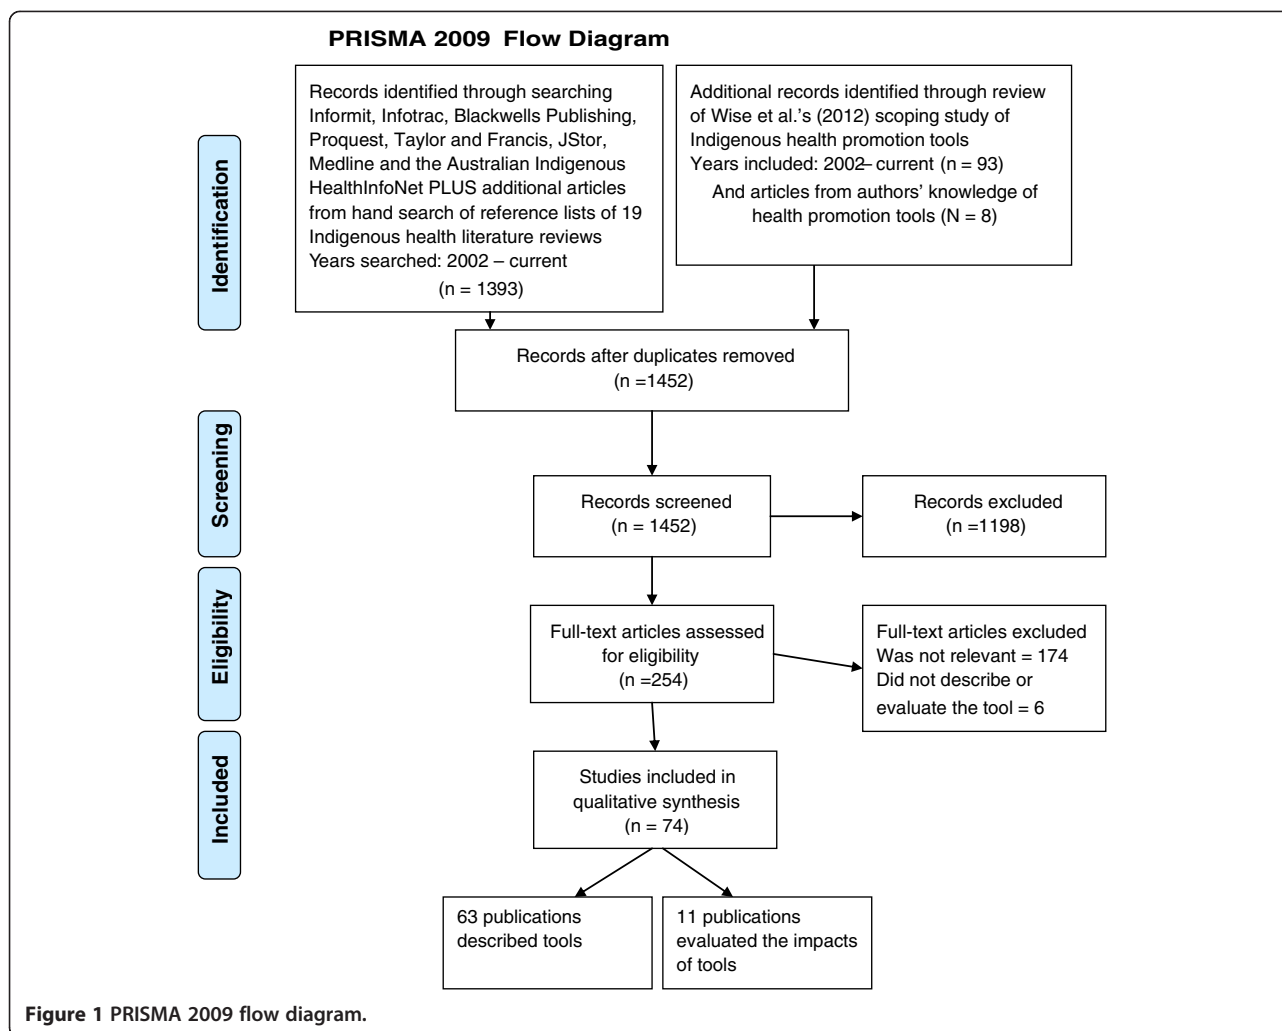 PRISMA 2009 Flow Diagram
Records identified through searching
Informit, Infotrac, Blackwells Publishing,
Proquest, Taylor and Francis, JStor,
Medline and the Australian Indigenous
HealthInfoNet PLUS additional articles
from hand search of reference lists of 19
Indigenous health literature reviews
Years searched: 2002 – current
(n = 1393)
Additional records identified through review
of Wise et al.'s (2012) scoping study of
Indigenous health promotion tools
Years included: 2002– current (n = 93)
And articles from authors' knowledge of
health promotion tools (N = 8)
Identification
Records after duplicates removed
(n =1452)
Screening
Records screened
(n = 1452)
Records excluded
(n =1198)
Eligibility
Full-text articles assessed
for eligibility
(n =254)
Full-text articles excluded
Was not relevant = 174
Did not describe or
evaluate the tool = 6
Included
Studies included in
qualitative synthesis
(n = 74)
63 publications
described tools
11 publications
evaluated the impacts
of tools
Figure 1 PRISMA 2009 flow diagram.